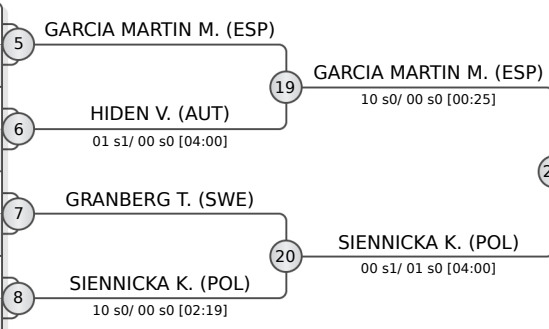 GARCIA MARTIN M. (ESP)
5
19
GARCIA MARTIN M. (ESP)
10 s0/ 00 s0 [00:25]
HIDEN V. (AUT)
6
01 s1/ 00 s0 [04:00]
GRANBERG T. (SWE)
7
20
SIENNICKA K. (POL)
00 s1/ 01 s0 [04:00]
SIENNICKA K. (POL)
8
10 s0/ 00 s0 [02:19]